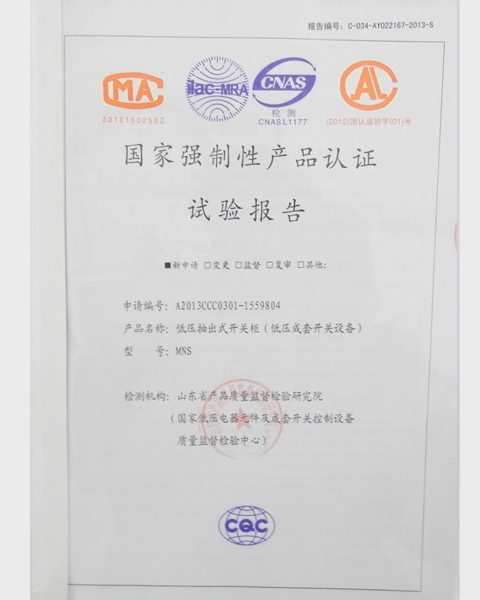 报告编号: C-034-AY022167-2013-S
MA
2012150250Z
ilac-MRA
CNAS
检 测
CNAS L1177
AL
(2012)国认监验字(01)号
国家强制性产品认证
试验报告
■新申请 □变更 □监督 □复审 □其他:
申请编号: A2013CCC0301-1559804
产品名称: 低压抽出式开关柜(低压成套开关设备)
型 号: MNS
检测机构: 山东省产品质量监督检验研究院
(国家低压电器元件及成套开关控制设备
质量监督检验中心)
CQC